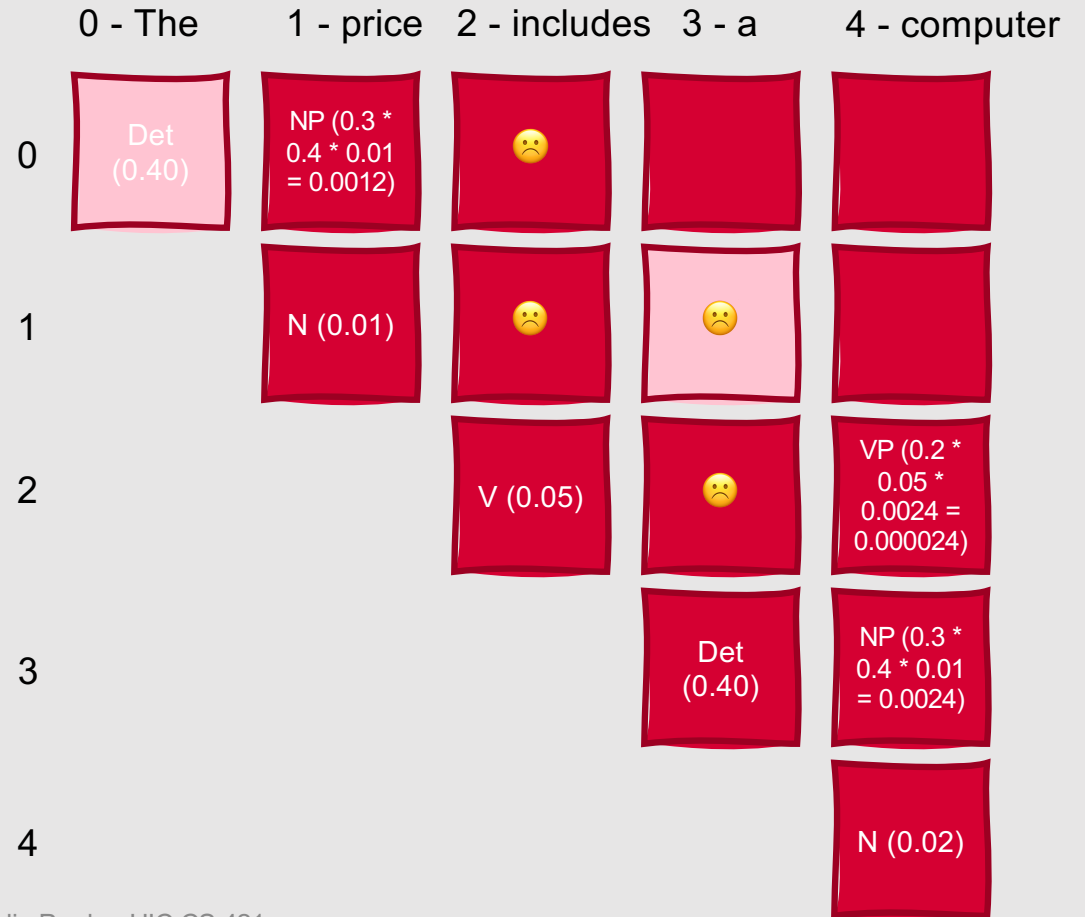 0 - The 1 - price 2 - includes 3 - a 4 - computer
0
Det
(0.40)
NP (0.3 *
0.4 * 0.01
= 0.0012)
1
N (0.01)
2
V (0.05)
VP (0.2 *
0.05 *
0.0024 =
0.000024)
3
Det
(0.40)
NP (0.3 *
0.4 * 0.01
= 0.0024)
4
N (0.02)